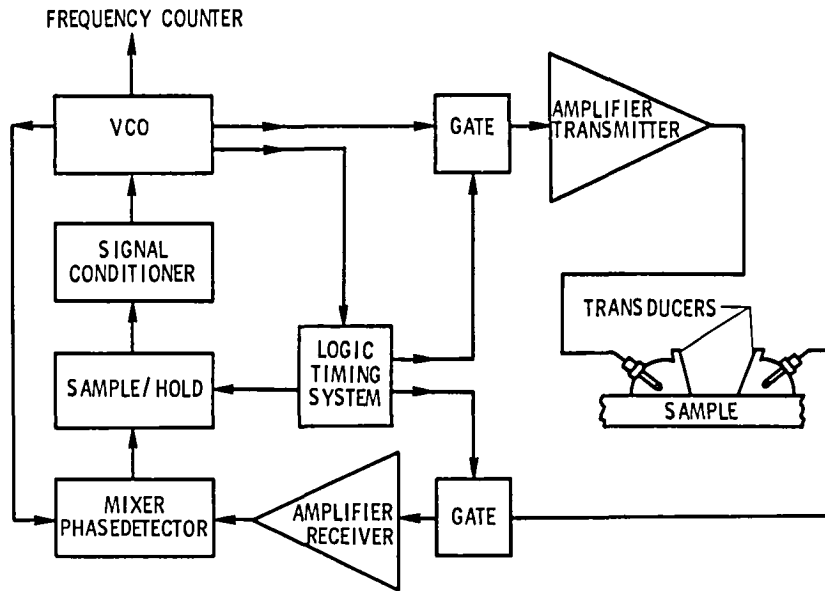 FREQUENCY COUNTER
VCO
GATE
AMPLIFIER
TRANSMITTER
SIGNAL
CONDITIONER
TRANSDUCERS
LOGIC
TIMING
SYSTEM
SAMPLE/HOLD
SAMPLE
MIXER
PHASEDETECTOR
AMPLIFIER
RECEIVER
GATE